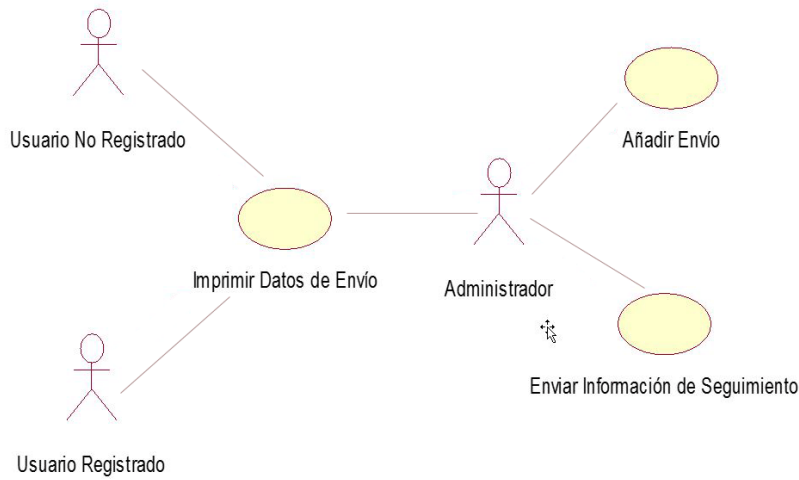 Usuario No Registrado
Añadir Envío
Imprimir Datos de Envío
Administrador
Enviar Información de Seguimiento
Usuario Registrado